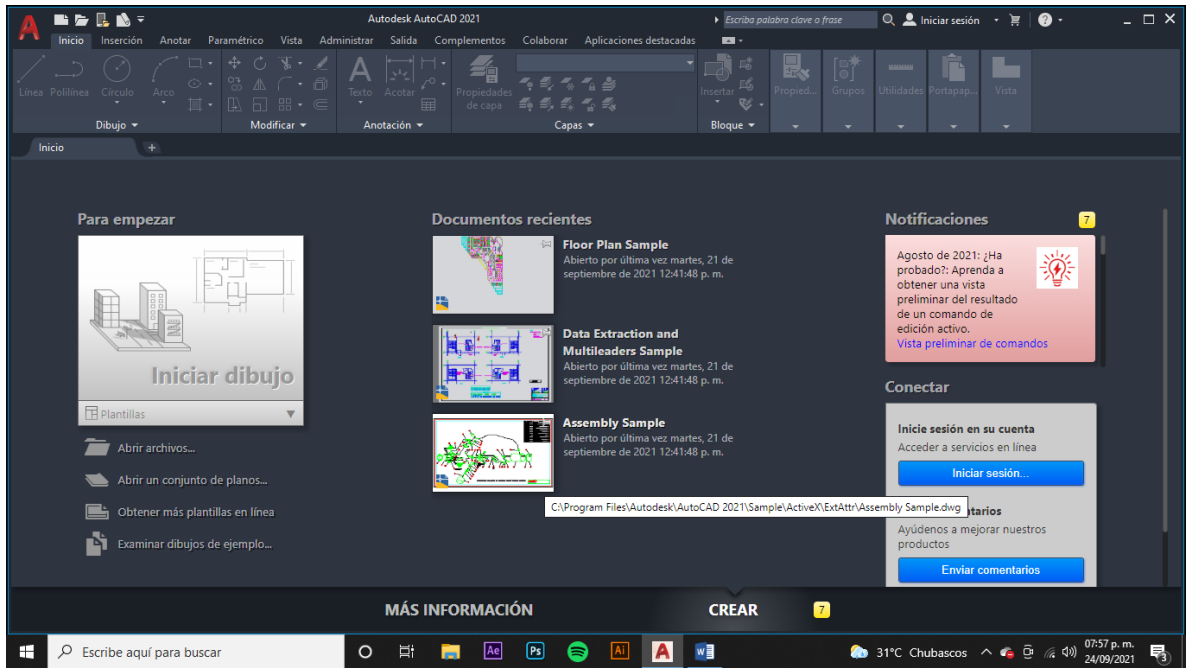 Autodesk AutoCAD 2021
Escriba palabra clave o frase
Iniciar sesión
Inicio Inserción Anotar Paramétrico Vista Administrar Salida Complementos Colaborar Aplicaciones destacadas
Línea Polilínea Círculo Arco
Texto Acotar
Propiedades de capa
Insertar
Propied... Grupos Utilidades Portapap... Vista
Dibujo Modificar Anotación Capas Bloque
Inicio
Para empezar
Iniciar dibujo
Plantillas
Abrir archivos...
Abrir un conjunto de planos...
Obtener más plantillas en línea
Examinar dibujos de ejemplo...
Documentos recientes
Floor Plan Sample
Abierto por última vez martes, 21 de
septiembre de 2021 12:41:48 p. m.
Data Extraction and
Multileaders Sample
Abierto por última vez martes, 21 de
septiembre de 2021 12:41:48 p. m.
Assembly Sample
Abierto por última vez martes, 21 de
septiembre de 2021 12:41:48 p. m.
C:\Program Files\Autodesk\AutoCAD 2021\Sample\ActiveX\ExtAttr\Assembly Sample.dwg
Notificaciones
7
Agosto de 2021: ¿Ha
probado?: Aprenda a
obtener una vista
preliminar del resultado
de un comando de
edición activo.
Vista preliminar de comandos
Conectar
Inicie sesión en su cuenta
Acceder a servicios en línea
Iniciar sesión...
Ayúdenos a mejorar nuestros
productos
Enviar comentarios
MÁS INFORMACIÓN
CREAR
7
Escribe aquí para buscar
Ae Ps Ai A
31°C Chubascos
07:57 p. m.
24/09/2021
3